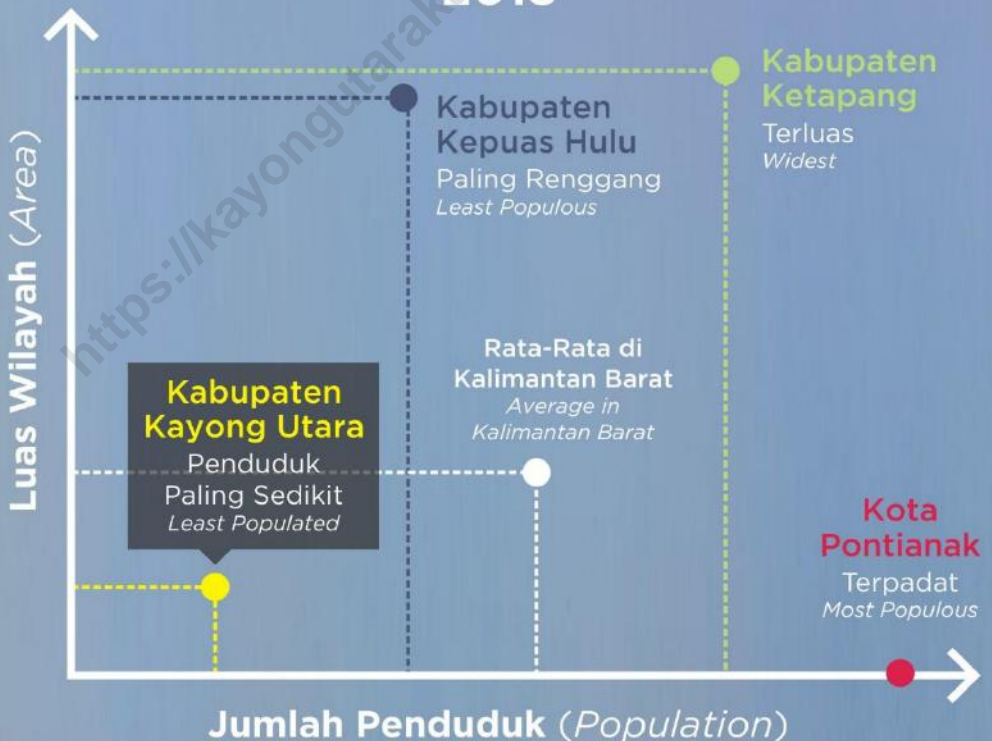 Kabupaten
Ketapang
Terluas
Widest
Kabupaten
Kepuas Hulu
Paling Renggang
Least Populous
Luas Wilayah (Area)
https://kayongutarak
Rata-Rata di
Kalimantan Barat
Average in
Kalimantan Barat
Kabupaten
Kayong Utara
Penduduk
Paling Sedikit
Least Populated
Kota
Pontianak
Terpadat
Most Populous
Jumlah Penduduk (Population)